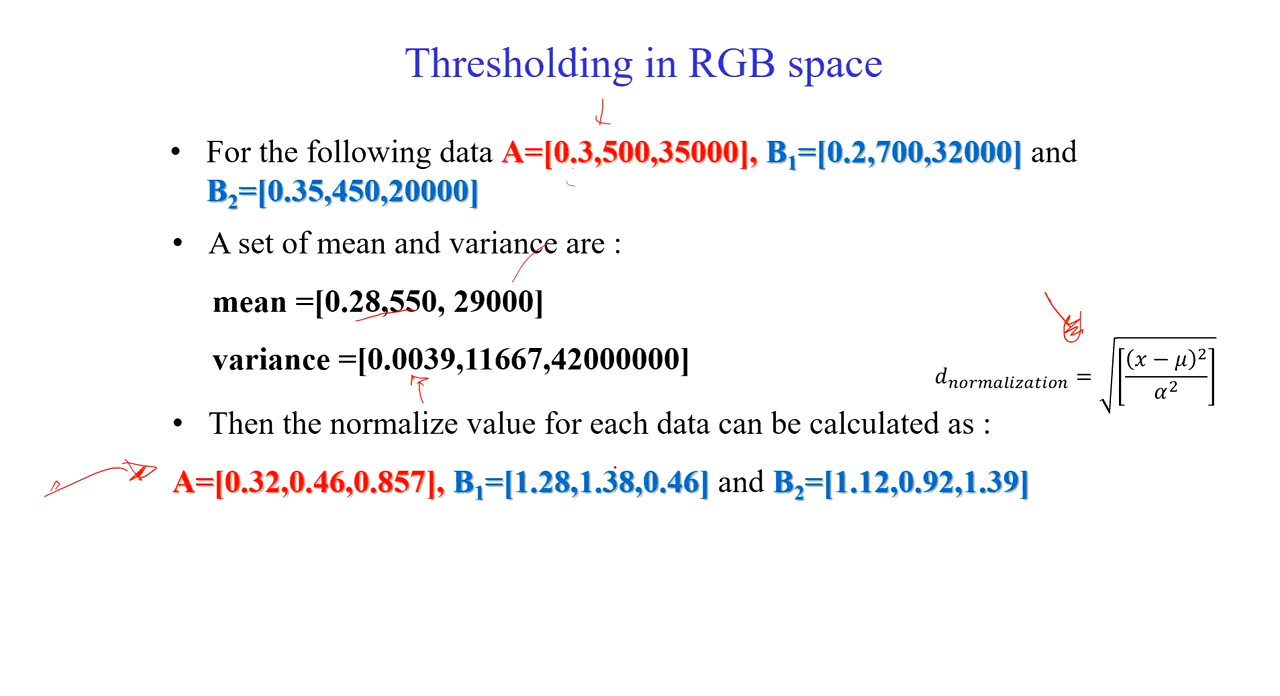 Thresholding in RGB space
• For the following data A=[0.3,500,35000], B₁=[0.2,700,32000] and
B₂=[0.35,450,20000]
• A set of mean and variance are :
mean =[0.28,550, 29000]
variance =[0.0039,11667,42000000]
d_normalization = √[(x − μ)²/α²]
• Then the normalize value for each data can be calculated as :
A=[0.32,0.46,0.857], B₁=[1.28,1.38,0.46] and B₂=[1.12,0.92,1.39]